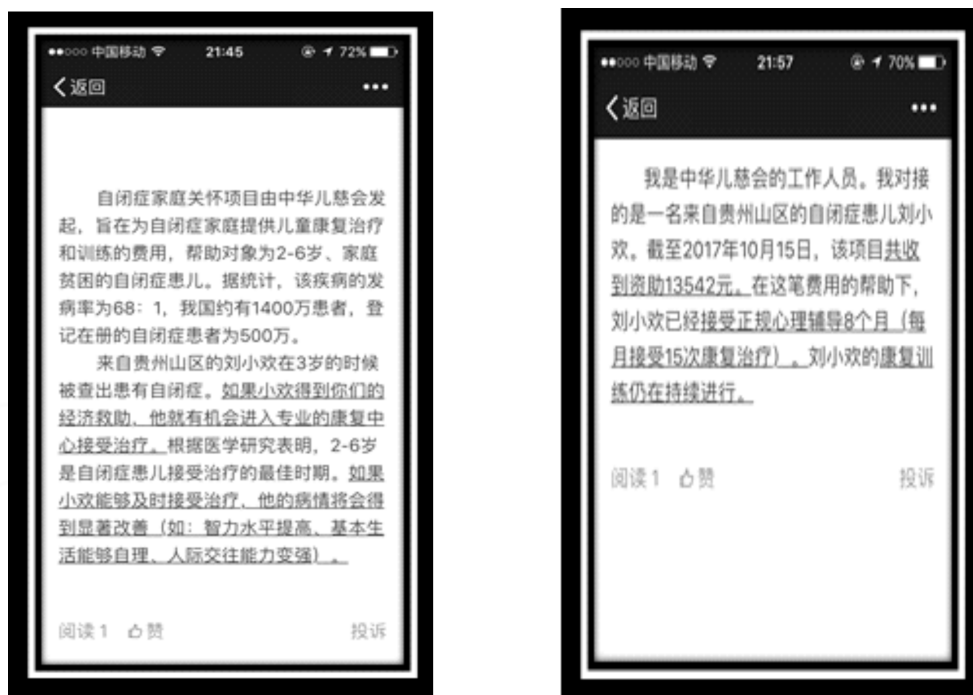 中国移动 21:45 72%
返回
自闭症家庭关怀项目由中华儿慈会发
起，旨在为自闭症家庭提供儿童康复治疗
和训练的费用，帮助对象为2-6岁、家庭
贫困的自闭症患儿。据统计，该疾病的发
病率为68：1，我国约有1400万患者，登
记在册的自闭症患者为500万。
来自贵州山区的刘小欢在3岁的时候
被查出患有自闭症。如果小欢得到你们的
经济救助，他就有机会进入专业的康复中
心接受治疗。根据医学研究表明，2-6岁
是自闭症患儿接受治疗的最佳时期。如果
小欢能够及时接受治疗，他的病情将会得
到显著改善（如：智力水平提高、基本生
活能够自理、人际交往能力变强）。
阅读 1 赞 投诉
中国移动 21:57 70%
返回
我是中华儿慈会的工作人员。我对接
的是一名来自贵州山区的自闭症患儿刘小
欢。截至2017年10月15日，该项目共收
到资助13542元。在这笔费用的帮助下，
刘小欢已经接受正规心理辅导8个月（每
月接受15次康复治疗）。刘小欢的康复训
练仍在持续进行。
阅读 1 赞 投诉